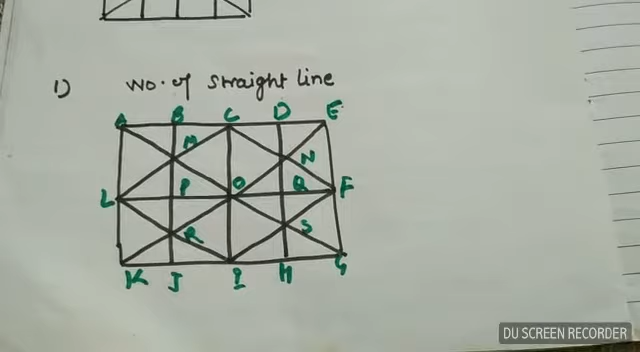 1) No. of straight line
A B C D E
M N
L P O Q F
R S
K J I H G
DU SCREEN RECORDER